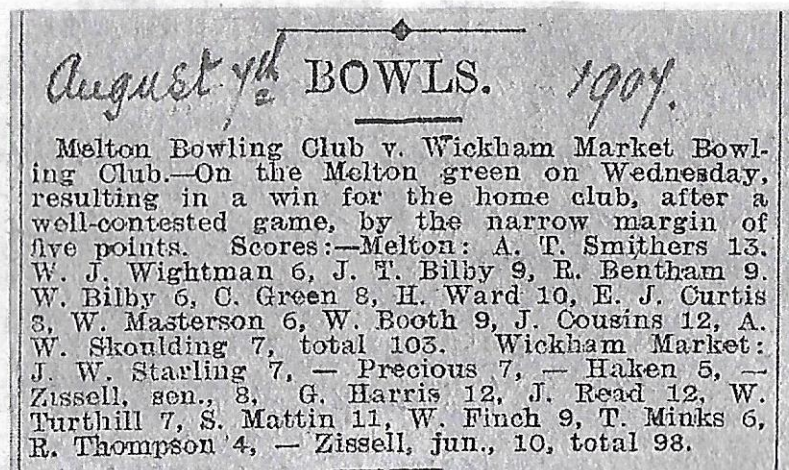 August 7th BOWLS. 1907.
Melton Bowling Club v. Wickham Market Bowl-
ing Club.—On the Melton green on Wednesday,
resulting in a win for the home club, after a
well-contested game, by the narrow margin of
five points. Scores:—Melton: A. T. Smithers 13,
W. J. Wightman 6, J. T. Bilby 9, R. Bentham 9.
W. Bilby 6, C. Green 8, H. Ward 10, E. J. Curtis
8, W. Masterson 6, W. Booth 9, J. Cousins 12, A.
W. Skoulding 7, total 103. Wickham Market:
J. W. Starling 7, — Precious 7, — Haken 5, —
Zissell, sen., 8, G. Harris 12, J. Read 12, W.
Turthill 7, S. Mattin 11, W. Finch 9, T. Minks 6,
R. Thompson 4, — Zissell, jun., 10, total 98.